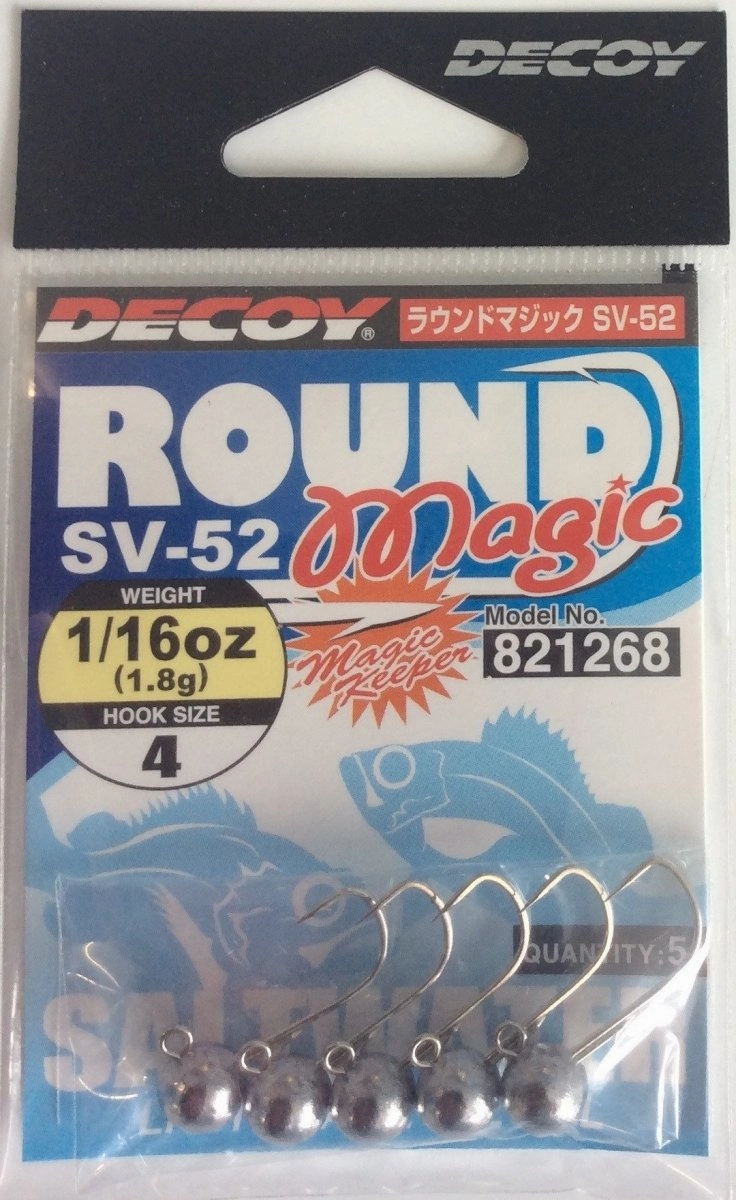 DECOY
DECOY®
ラウンドマジック SV-52
ROUND
Magic
SV-52
WEIGHT
1/16oz
(1.8g)
HOOK SIZE
4
Magic
Keeper
Model No.
821268
QUANTITY:5
SALTWATER